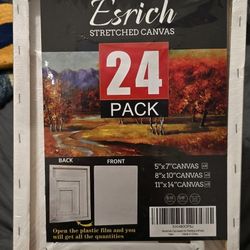 Esrich
STRETCHED CANVAS
24
PACK
BACK
FRONT
5"x7"CANVAS
8"x10"CANVAS
11"x14"CANVAS
Open the plastic film and you
will get all the quantities